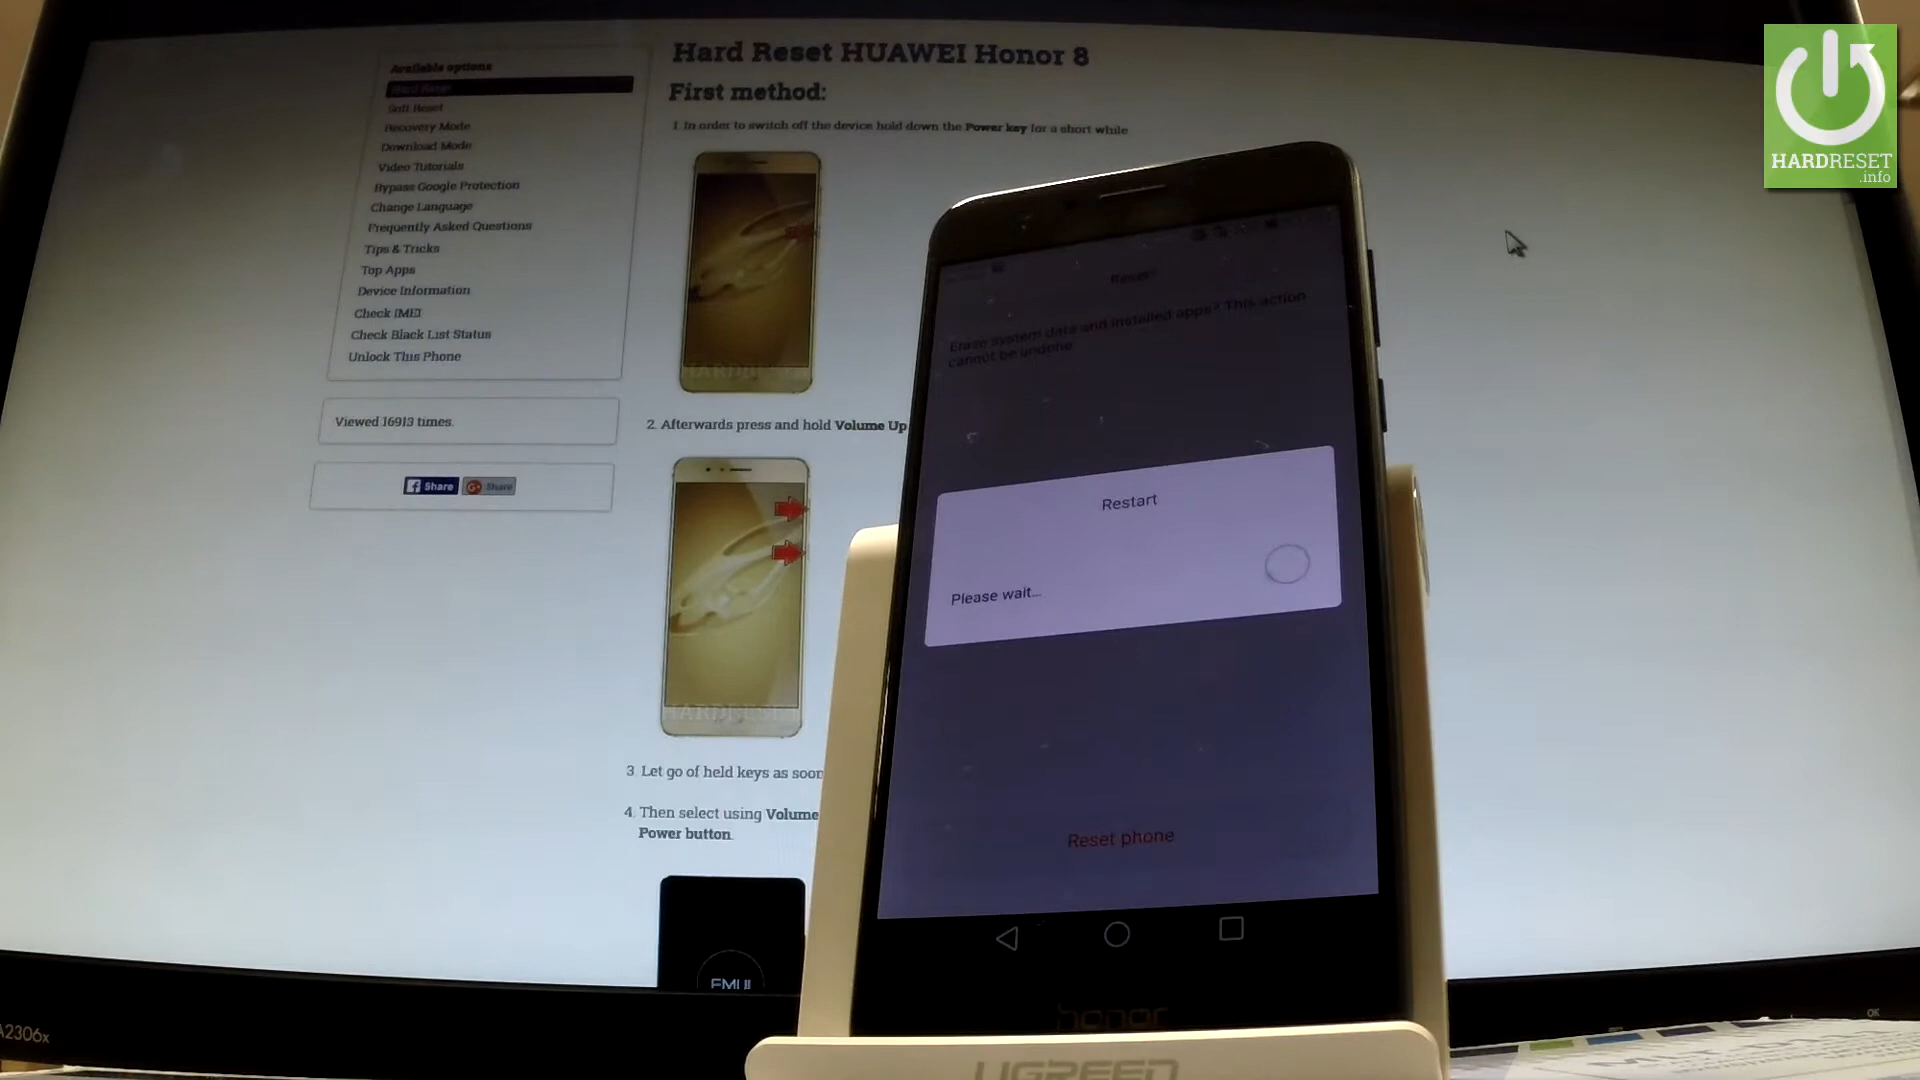 Hard Reset HUAWEI Honor 8
First method:
1. In order to switch off the device hold down the Power key for a short while
2. Afterwards press and hold Volume Up
3. Let go of held keys as soon
4. Then select using Volume
Power button.
EMUI
Available options
Hard Reset
Soft Reset
Recovery Mode
Download Mode
Video Tutorials
Bypass Google Protection
Change Language
Frequently Asked Questions
Tips & Tricks
Top Apps
Device Information
Check IMEI
Check Black List Status
Unlock This Phone
Viewed 16913 times.
Share
Share
HARDRESET
.info
Reset
Erase system data and installed apps? This action
cannot be undone.
Restart
Please wait...
Reset phone
honor
UGREEN
A2306x
OK